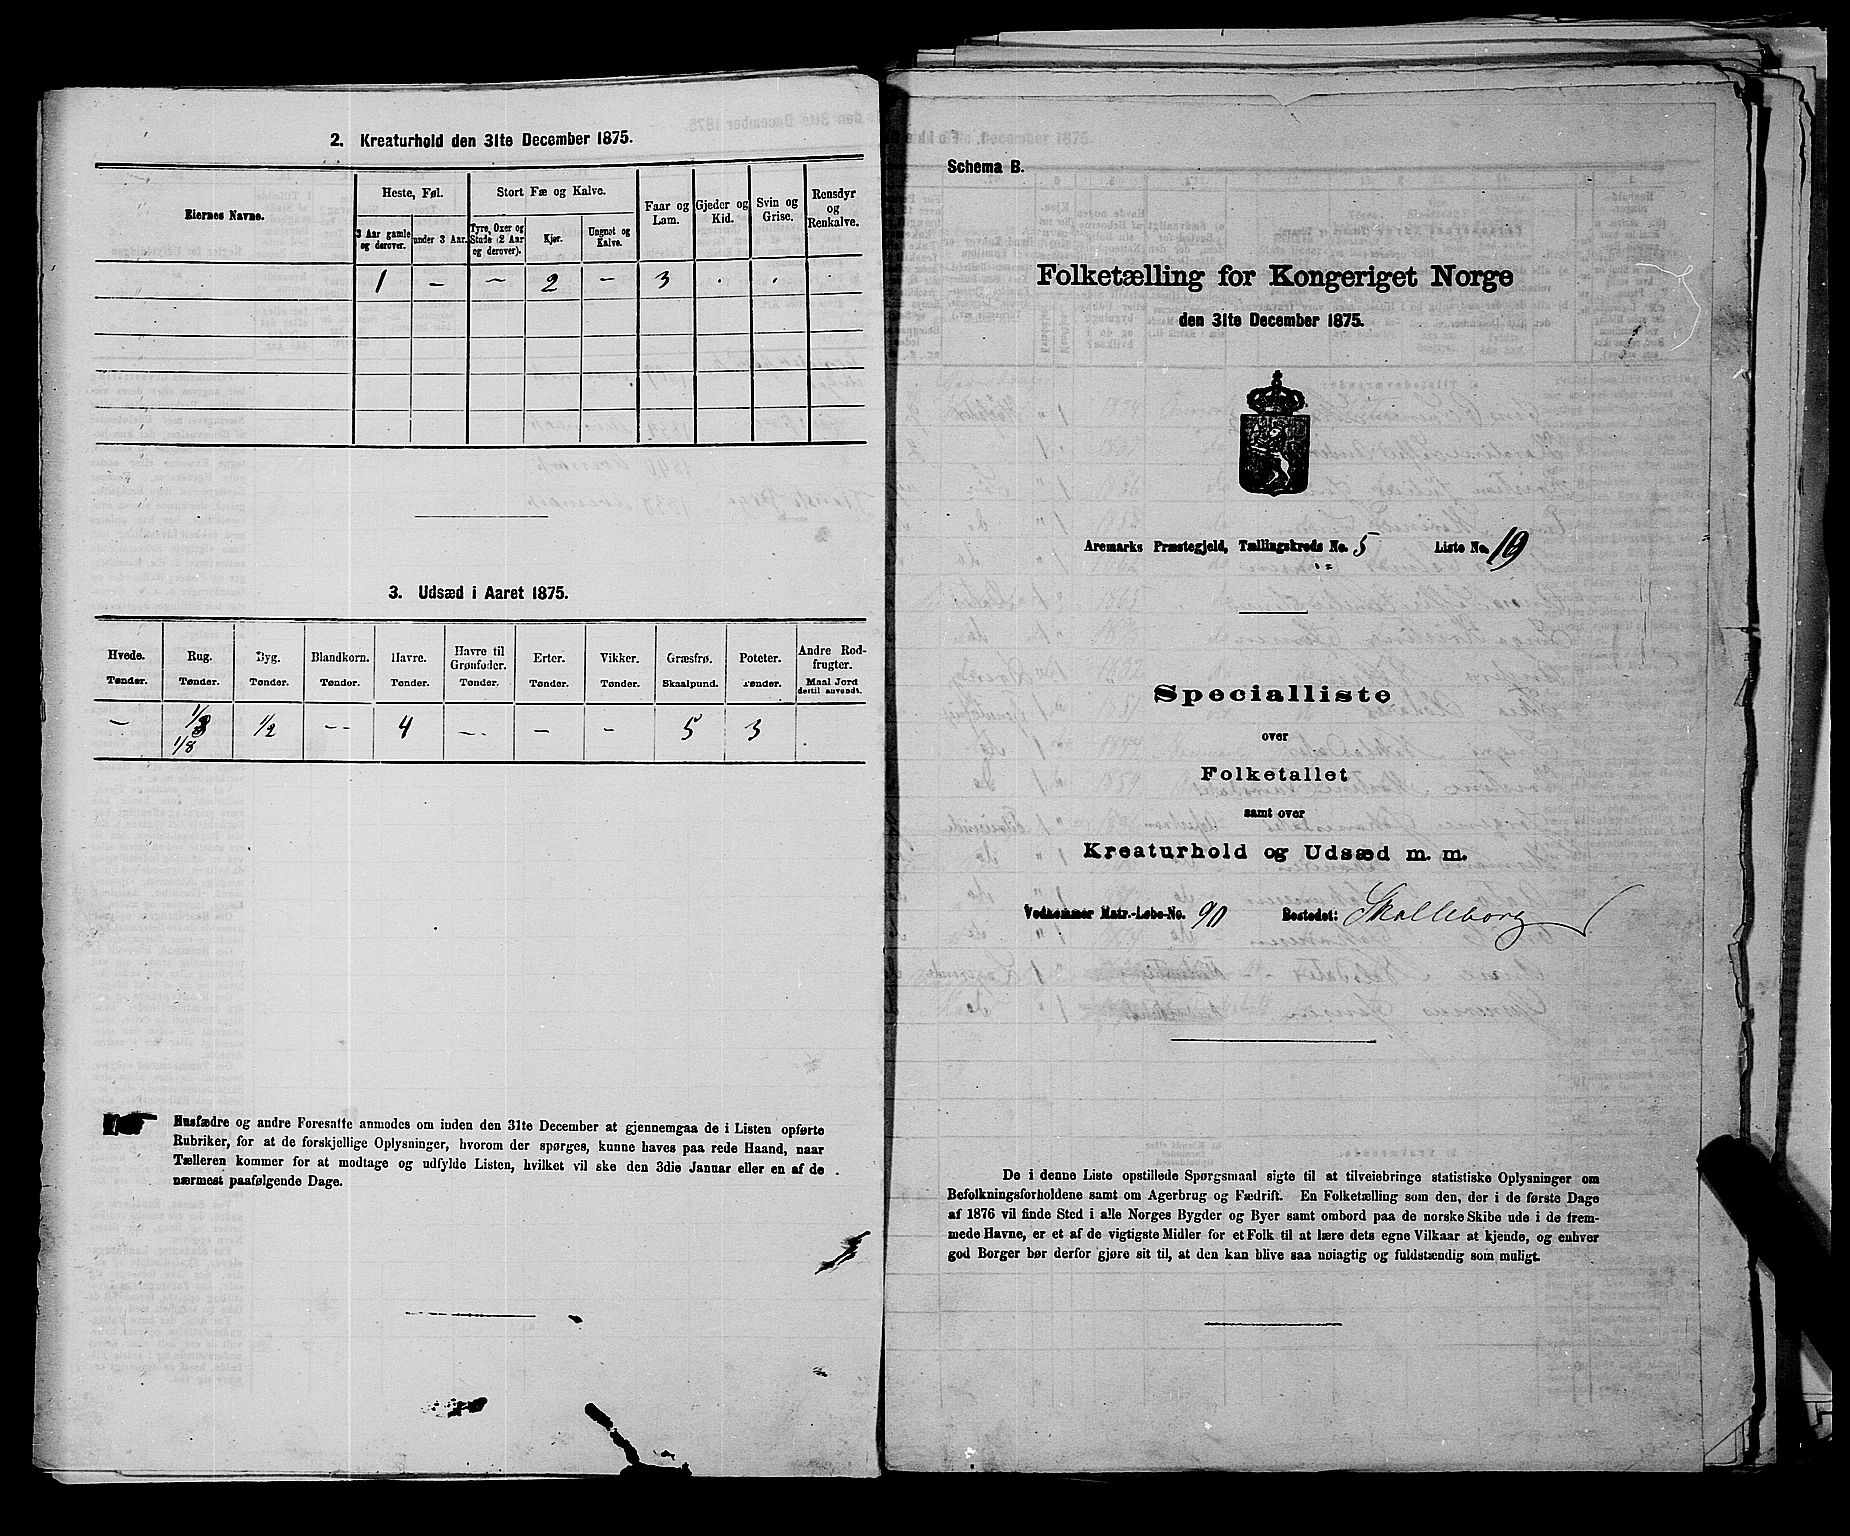 2. Kreaturhold den 31te December 1875.
Eiernes Navne.
Heste, Føl.
3 Aar gamle og derover.
under 3 Aar.
Stort Fæ og Kalve.
Tyre, Oxer og Stude (2 Aar og derover).
Kjør.
Ungnøt og Kalve.
Faar og Lam.
Gjeder og Kid.
Svin og Grise.
Rensdyr og Renkalve.
1 - - 2 - 3 . . .
3. Udsæd i Aaret 1875.
Hvede. Rug. Byg. Blandkorn. Havre. Havre til Grønfoder. Erter. Vikker. Græsfrø. Poteter. Andre Rodfrugter.
Tønder. Tønder. Tønder. Tønder. Tønder. Tønder. Tønder. Tønder. Skaalpund. Tønder. Maal Jord dertil anvendt.
- 1/8 1/2 -- 4 - - - 5 3
Husfædre og andre Foresatte anmodes om inden den 31te December at gjennemgaa de i Listen opførte
Rubriker, for at de forskjellige Oplysninger, hvorom der spørges, kunne haves paa rede Haand, naar
Tælleren kommer for at modtage og udfylde Listen, hvilket vil ske den 3die Januar eller en af de
nærmest paafølgende Dage.
Schema B.
Folketælling for Kongeriget Norge
den 31te December 1875.
Aremarks Præstegjeld, Tællingskreds No. 5 Liste No. 19
Specialliste
over
Folketallet
samt over
Kreaturhold og Udsæd m. m.
Vedkommer Matr.-Løbe-No. 90 Bostedet: Skolleborg
De i denne Liste opstillede Spørgsmaal sigte til at tilveiebringe statistiske Oplysninger om
Befolkningsforholdene samt om Agerbrug og Fædrift. En Folketælling som den, der i de første Dage
af 1876 vil finde Sted i alle Norges Bygder og Byer samt ombord paa de norske Skibe ude i de frem-
mede Havne, er et af de vigtigste Midler for et Folk til at lære dets egne Vilkaar at kjende, og enhver
god Borger bør derfor gjøre sit til, at den kan blive saa nøiagtig og fuldstændig som muligt.